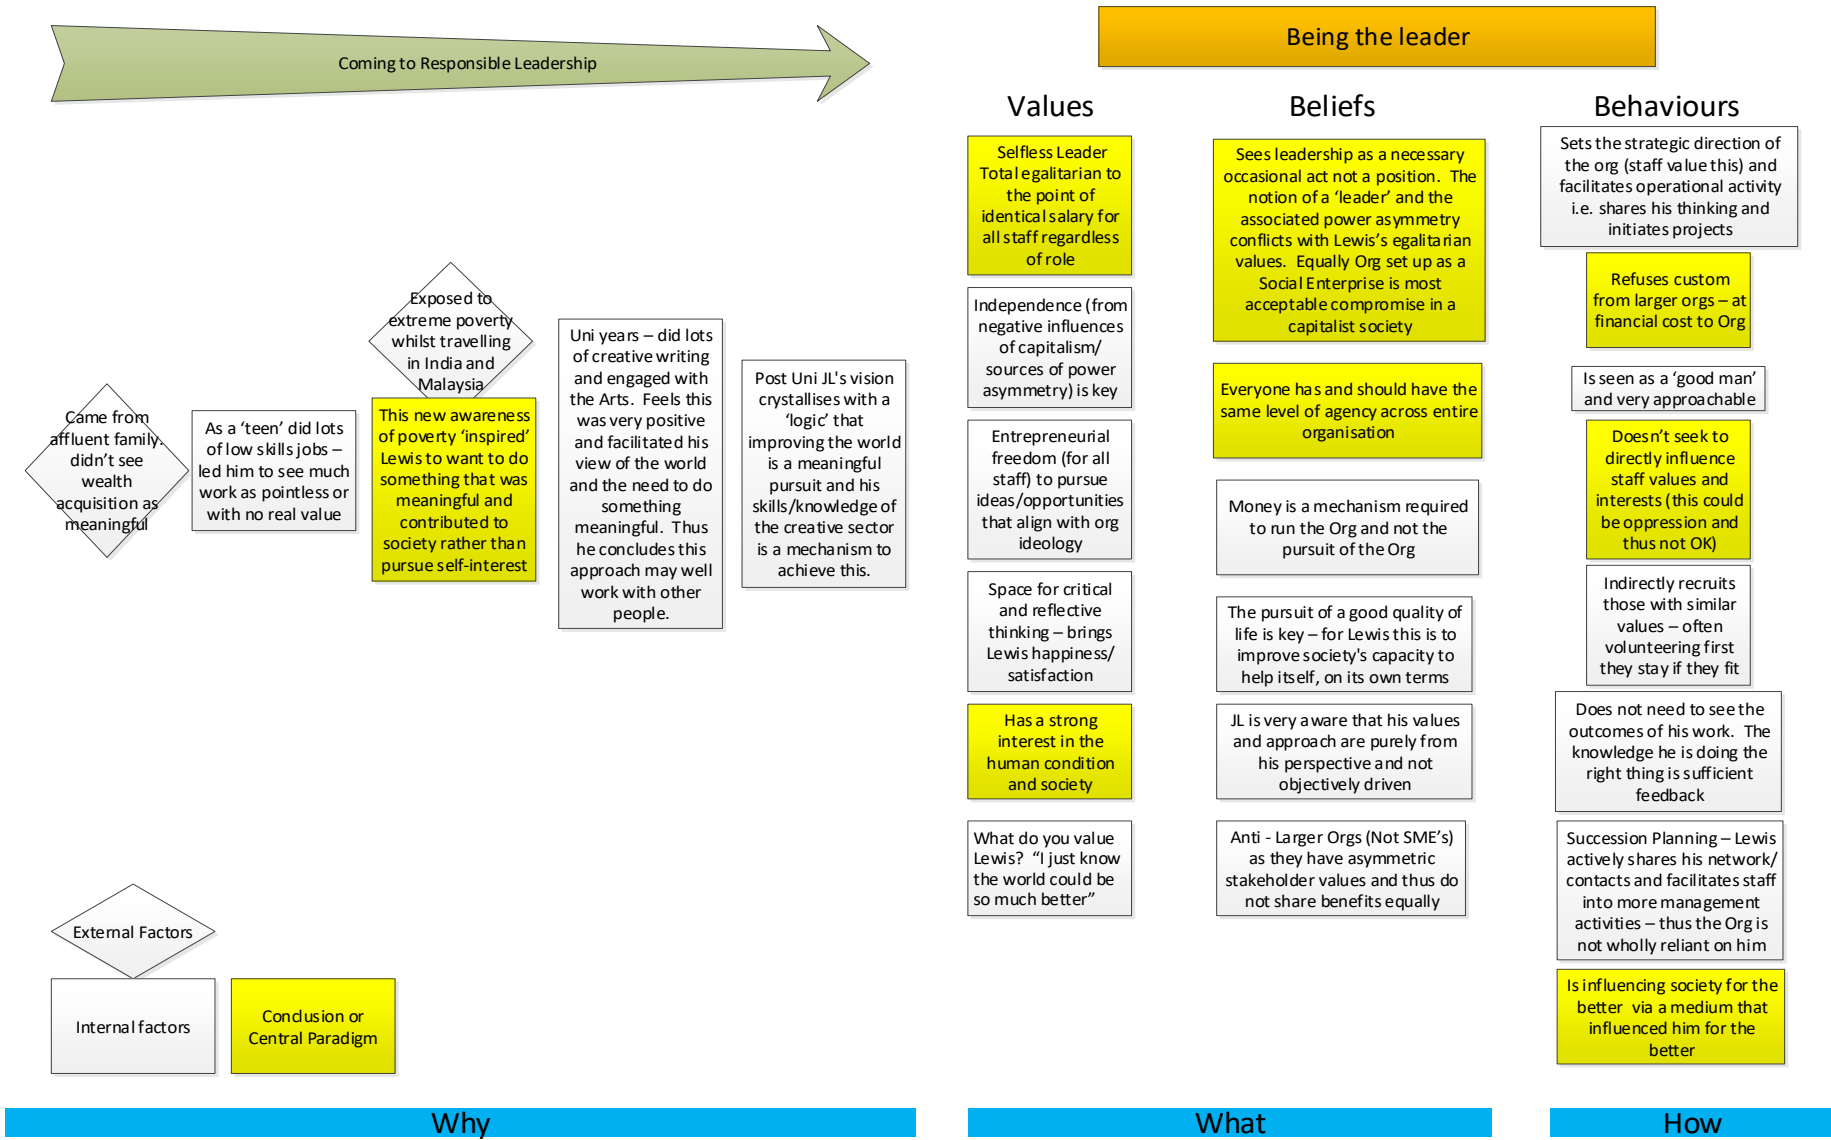 Coming to Responsible Leadership
Being the leader
Came from
affluent family.
didn't see
wealth
acquisition as
meaningful
As a 'teen' did lots
of low skills jobs –
led him to see much
work as pointless or
with no real value
Exposed to
extreme poverty
whilst travelling
in India and
Malaysia
This new awareness
of poverty 'inspired'
Lewis to want to do
something that was
meaningful and
contributed to
society rather than
pursue self-interest
Uni years – did lots
of creative writing
and engaged with
the Arts.  Feels this
was very positive
and facilitated his
view of the world
and the need to do
something
meaningful.  Thus
he concludes this
approach may well
work with other
people.
Post Uni JL's vision
crystallises with a
'logic' that
improving the world
is a meaningful
pursuit and his
skills/knowledge of
the creative sector
is a mechanism to
achieve this.
External Factors
Internal factors
Conclusion or
Central Paradigm
Values
Selfless Leader
Total egalitarian to
the point of
identical salary for
all staff regardless
of role
Independence (from
negative influences
of capitalism/
sources of power
asymmetry) is key
Entrepreneurial
freedom (for all
staff) to pursue
ideas/opportunities
that align with org
ideology
Space for critical
and reflective
thinking – brings
Lewis happiness/
satisfaction
Has a strong
interest in the
human condition
and society
What do you value
Lewis?  "I just know
the world could be
so much better"
Beliefs
Sees leadership as a necessary
occasional act not a position.  The
notion of a 'leader' and the
associated power asymmetry
conflicts with Lewis's egalitarian
values.  Equally Org set up as a
Social Enterprise is most
acceptable compromise in a
capitalist society
Everyone has and should have the
same level of agency across entire
organisation
Money is a mechanism required
to run the Org and not the
pursuit of the Org
The pursuit of a good quality of
life is key – for Lewis this is to
improve society's capacity to
help itself, on its own terms
JL is very aware that his values
and approach are purely from
his perspective and not
objectively driven
Anti - Larger Orgs (Not SME's)
as they have asymmetric
stakeholder values and thus do
not share benefits equally
Behaviours
Sets the strategic direction of
the org (staff value this) and
facilitates operational activity
i.e. shares his thinking and
initiates projects
Refuses custom
from larger orgs – at
financial cost to Org
Is seen as a 'good man'
and very approachable
Doesn't seek to
directly influence
staff values and
interests (this could
be oppression and
thus not OK)
Indirectly recruits
those with similar
values – often
volunteering first
they stay if they fit
Does not need to see the
outcomes of his work.  The
knowledge he is doing the
right thing is sufficient
feedback
Succession Planning – Lewis
actively shares his network/
contacts and facilitates staff
into more management
activities – thus the Org is
not wholly reliant on him
Is influencing society for the
better  via a medium that
influenced him for the
better
Why
What
How